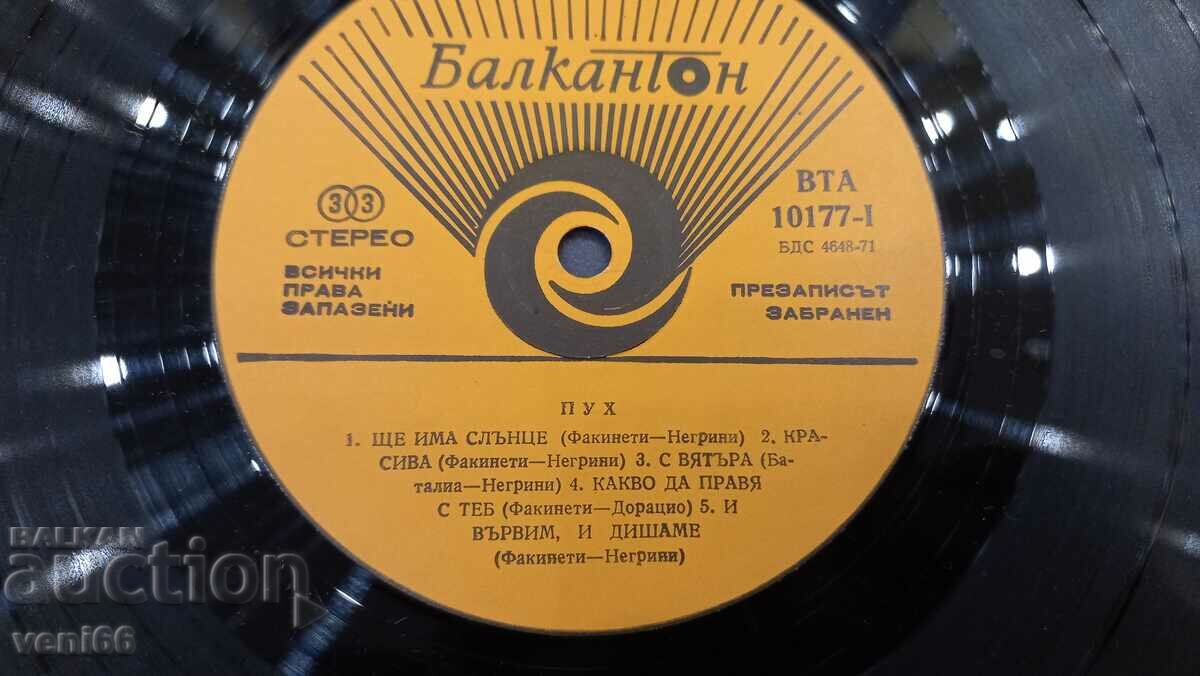 Балкантон
33
СТЕРЕО
ВСИЧКИ
ПРАВА
ЗАПАЗЕНИ
ВТА
10177-I
БДС 4648-71
ПРЕЗАПИСЪТ
ЗАБРАНЕН
ПУХ
1. ЩЕ ИМА СЛЪНЦЕ (Факинети—Негрини) 2. КРА-
СИВА (Факинети—Негрини) 3. С ВЯТЪРА (Ба-
талиа—Негрини) 4. КАКВО ДА ПРАВЯ
С ТЕБ (Факинети—Дорацио) 5. И
ВЪРВИМ, И ДИШАМЕ
(Факинети—Негрини)
BALKAN
auction
veni66